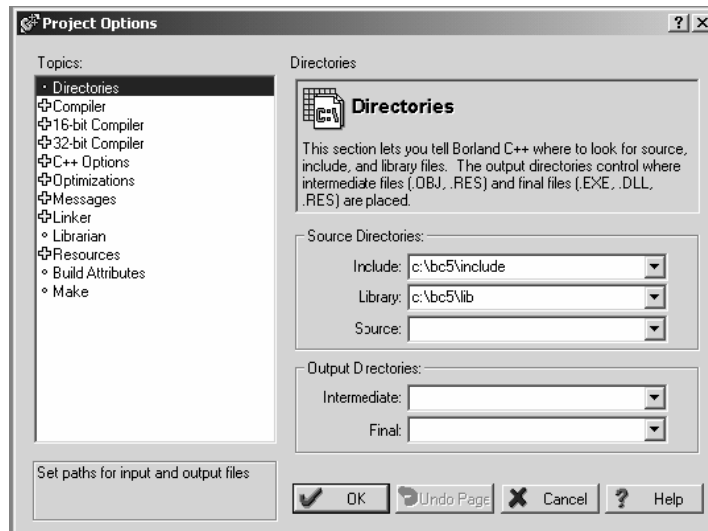 Project Options
Topics:
Directories
Compiler
16-bit Compiler
32-bit Compiler
C++ Options
Optimizations
Messages
Linker
Librarian
Resources
Build Attributes
Make
Set paths for input and output files
Directories
C:\
Directories
This section lets you tell Borland C++ where to look for source,
include, and library files. The output directories control where
intermediate files (.OBJ, .RES) and final files (.EXE, .DLL,
.RES) are placed.
Source Directories:
Include: c:\bc5\include
Library: c:\bc5\lib
Source:
Output Directories:
Intermediate:
Final:
OK
Undo Page
Cancel
? Help